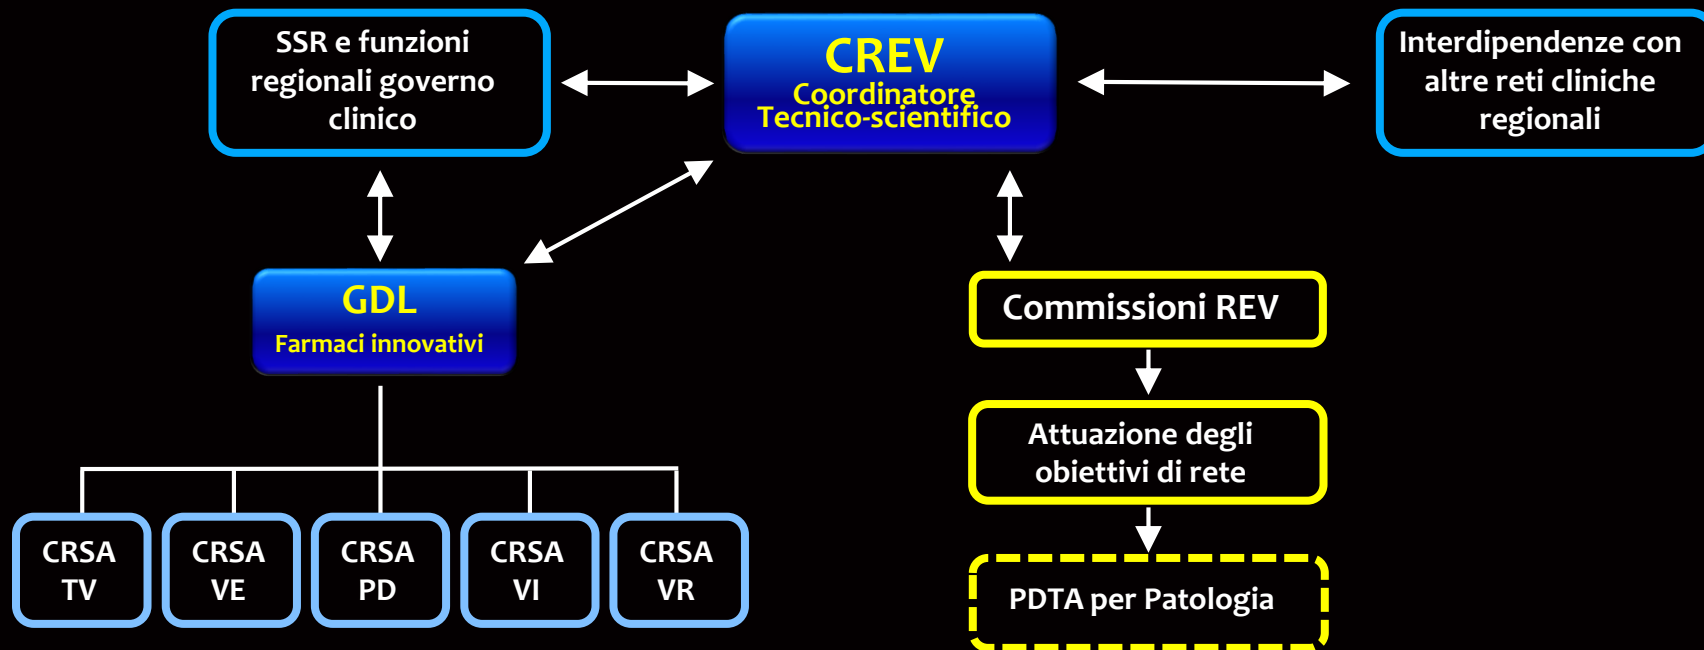 SSR e funzioni
regionali governo
clinico
CREV
Coordinatore
Tecnico-scientifico
Interdipendenze con
altre reti cliniche
regionali
GDL
Farmaci innovativi
Commissioni REV
Attuazione degli
obiettivi di rete
CRSA
TV
CRSA
VE
CRSA
PD
CRSA
VI
CRSA
VR
PDTA per Patologia